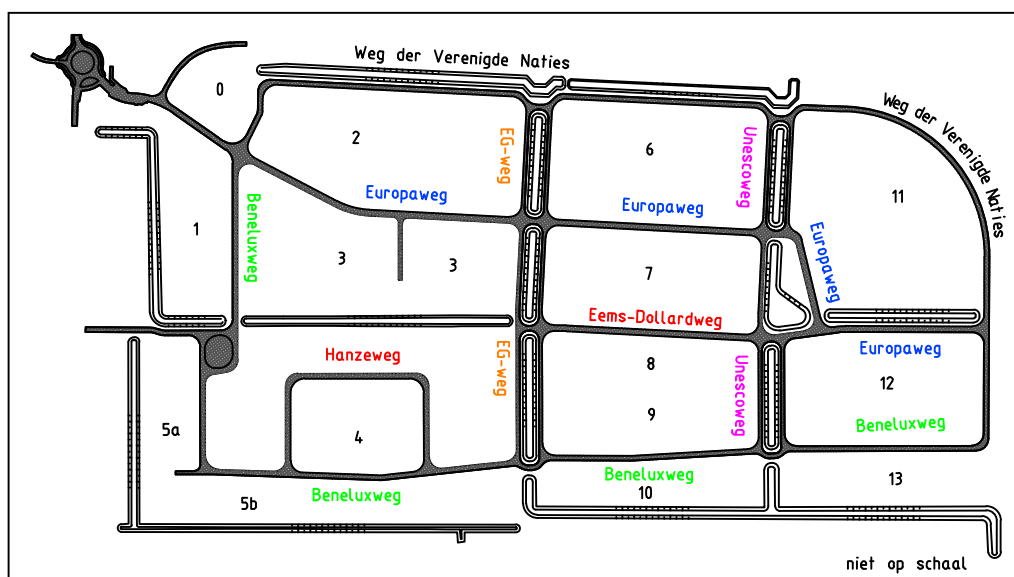 Weg der Verenigde Naties
0
Weg der Verenigde Naties
2
EG-weg
6
Unescoweg
11
Europaweg
Europaweg
1
Beneluxweg
3
3
7
Europaweg
Eems-Dollardweg
Hanzeweg
EG-weg
8
Unescoweg
Europaweg
12
5a
4
9
Beneluxweg
5b
Beneluxweg
Beneluxweg
10
13
niet op schaal